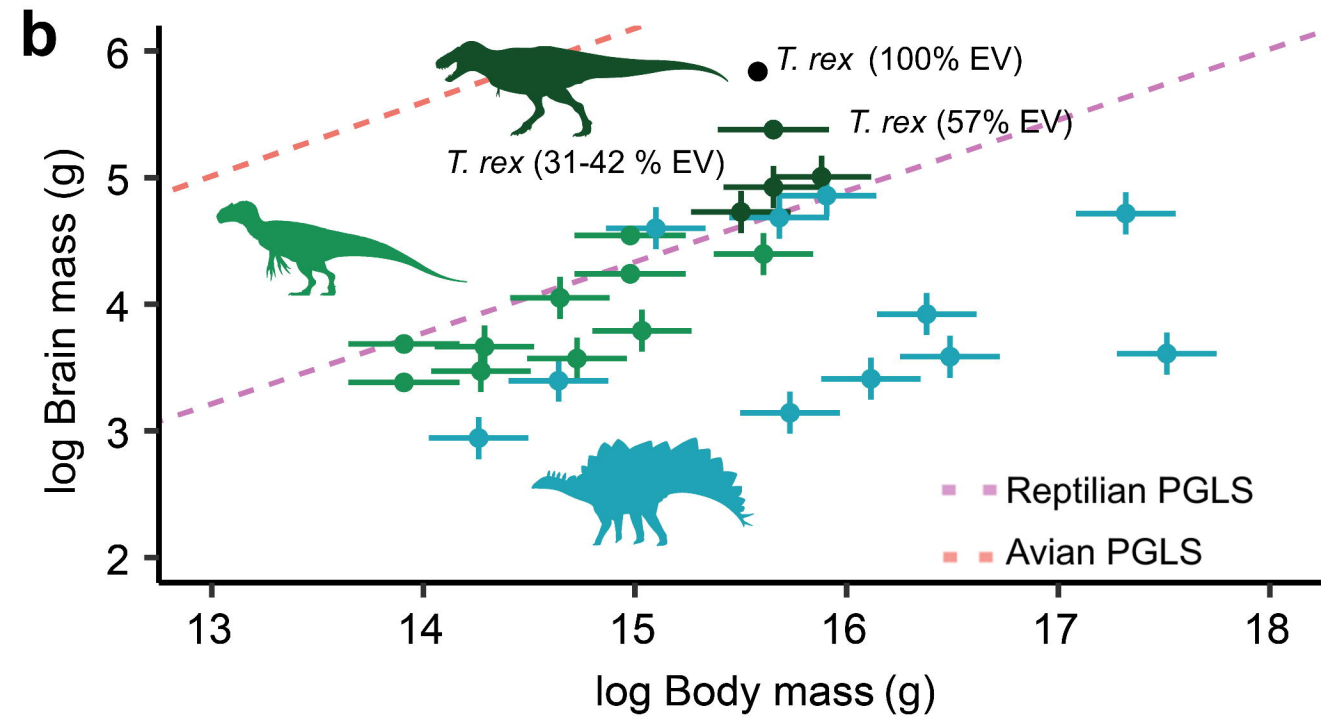 b
6
T. rex (100% EV)
T. rex (57% EV)
T. rex (31-42 % EV)
5
4
3
2
log Brain mass (g)
Reptilian PGLS
Avian PGLS
13 14 15 16 17 18
log Body mass (g)